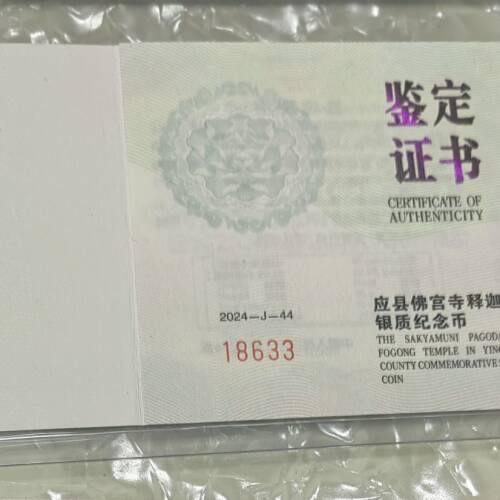 鉴定
证书
CERTIFICATE OF
AUTHENTICITY
2024-J-44
18633
应县佛宫寺释迦
银质纪念币
THE SAKYAMUNI PAGODA
FOGONG TEMPLE IN YING
COUNTY COMMEMORATIVE S
COIN